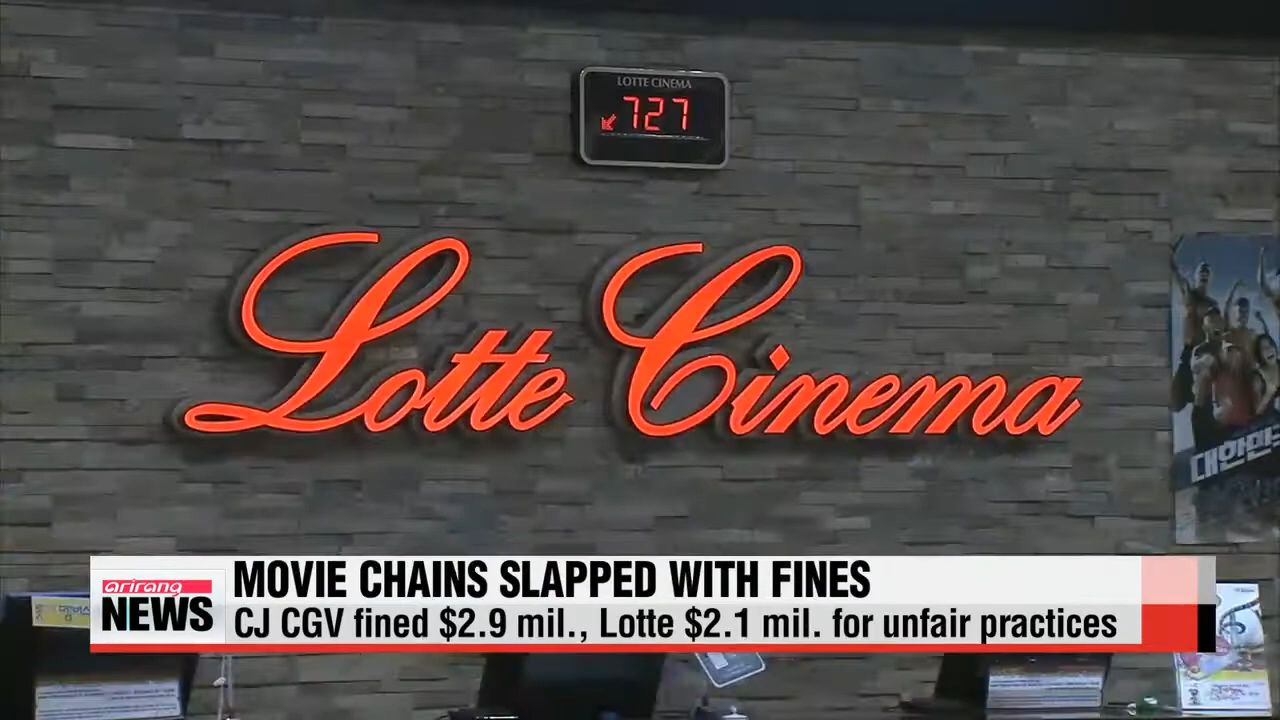 LOTTE CINEMA
727
Lotte Cinema
대한민
arirang
NEWS
MOVIE CHAINS SLAPPED WITH FINES
CJ CGV fined $2.9 mil., Lotte $2.1 mil. for unfair practices